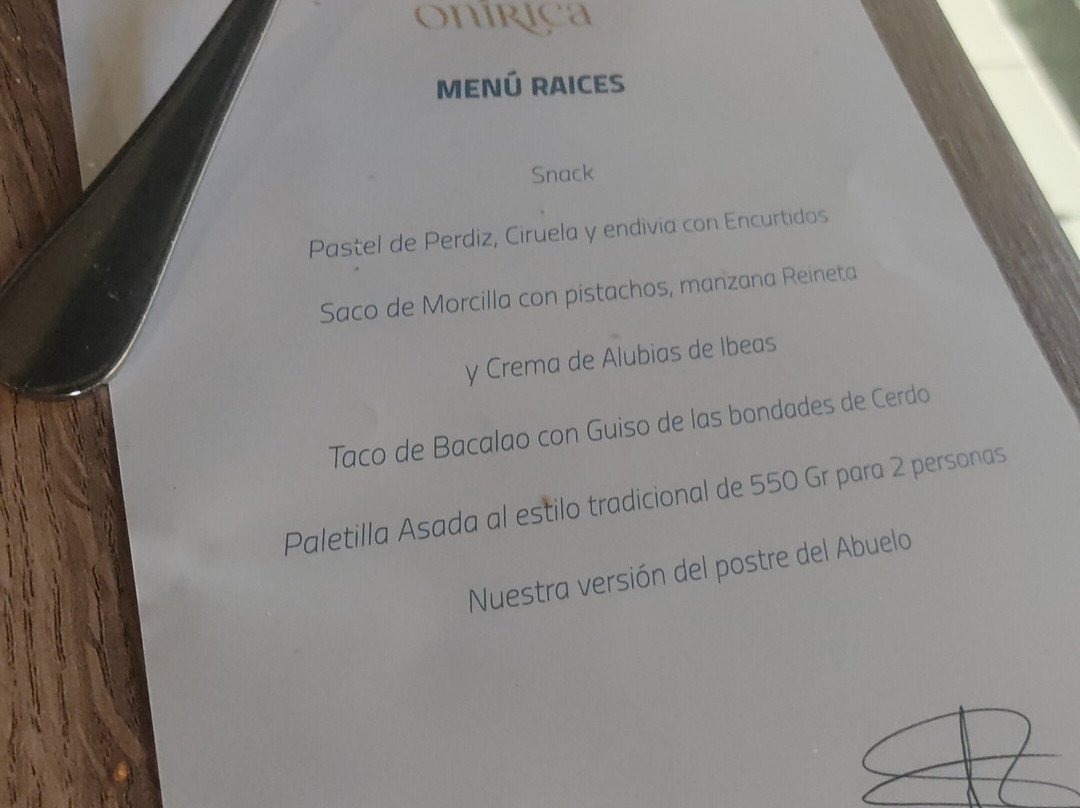 onírica
MENÚ RAICES
Snack
Pastel de Perdiz, Ciruela y endivia con Encurtidos
Saco de Morcilla con pistachos, manzana Reineta
y Crema de Alubias de Ibeas
Taco de Bacalao con Guiso de las bondades de Cerdo
Paletilla Asada al estilo tradicional de 550 Gr para 2 personas
Nuestra versión del postre del Abuelo